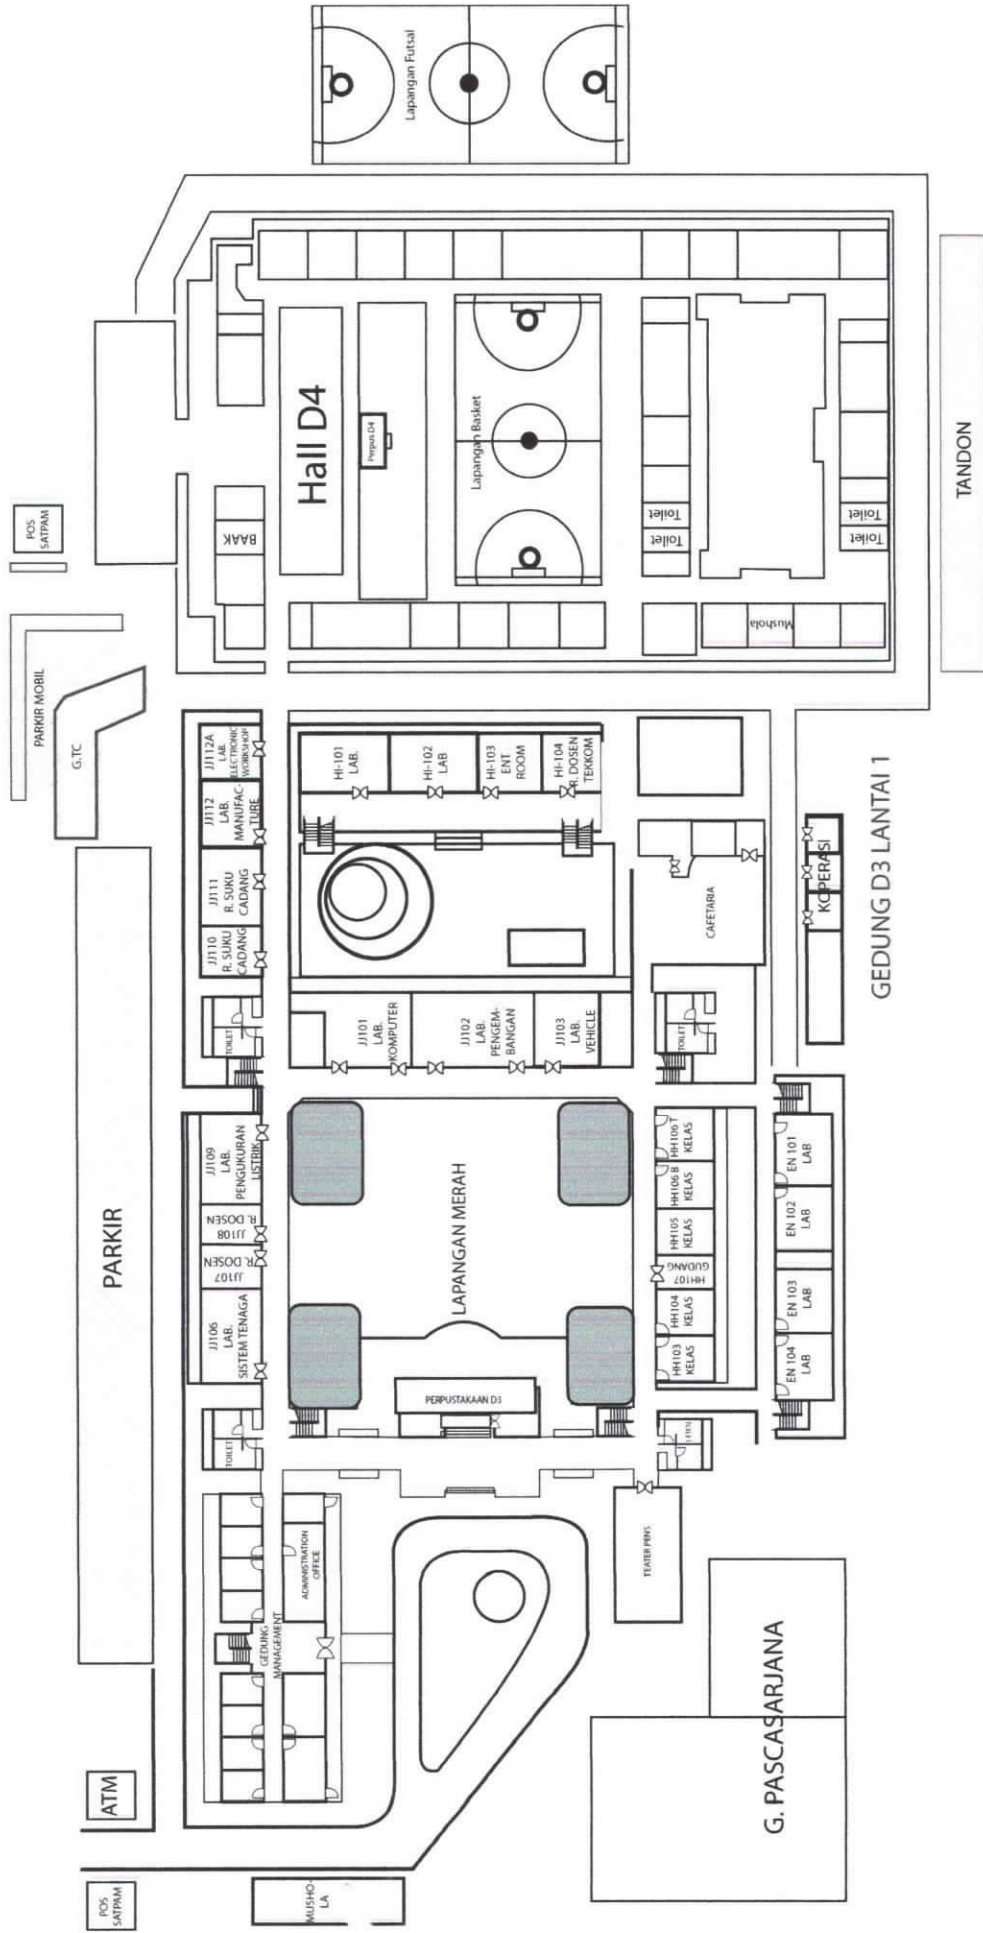 POS
SATPAM
ATM
MUSHO-
LA
PARKIR
GEDUNG
MANAGEMENT
ADMINISTRATION
OFFICE
TOILET
JJ106
LAB.
SISTEM TENAGA
JJ107
R. DOSEN
JJ108
R. DOSEN
JJ109
LAB.
PENGUKURAN
LISTRIK
TOILET
JJ110
R. SUKU
CADANG
JJ111
R. SUKU
CADANG
JJ112
LAB.
MANUFAC-
TURE
JJ112A
LAB.
ELECTRONIC
WORKSHOP
G.TC
PARKIR MOBIL
POS
SATPAM
PERPUSTAKAAN D3
LAPANGAN MERAH
JJ101
LAB.
KOMPUTER
JJ102
LAB.
PENGEM-
BANGAN
JJ103
LAB.
VEHICLE
HI-101
LAB.
HI-102
LAB
HI-103
ENT
ROOM
HI-104
R. DOSEN
TEKKOM
TEATER PENS
HH103
KELAS
HH104
KELAS
HH107
GUDANG
HH105
KELAS
HH106 B
KELAS
HH106 T
KELAS
TOILET
CAFETARIA
EN 104
LAB
EN 103
LAB
EN 102
LAB
EN 101
LAB
KOPERASI
G. PASCASARJANA
GEDUNG D3 LANTAI 1
BAAK
Hall D4
Perpus D4
Lapangan Basket
Toilet
Toilet
Toilet
Toilet
Mushola
Lapangan Futsal
TANDON